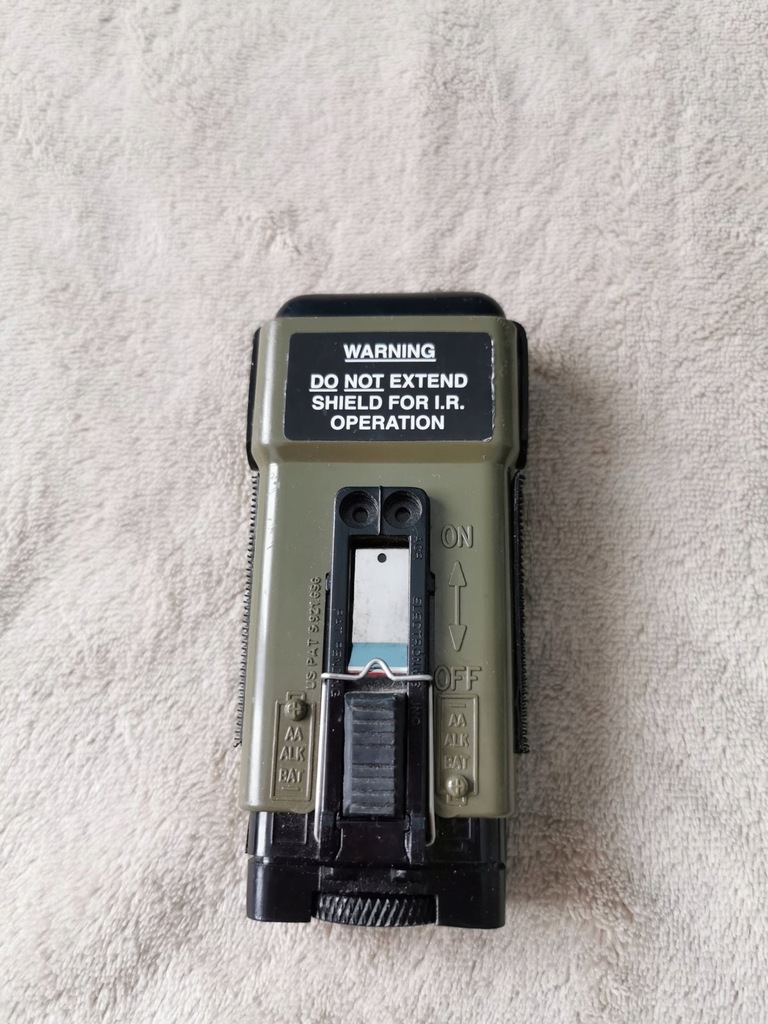 WARNING
DO NOT EXTEND
SHIELD FOR I.R.
OPERATION
ON
OFF
US PAT
AA
ALK
BAT
AA
ALK
BAT